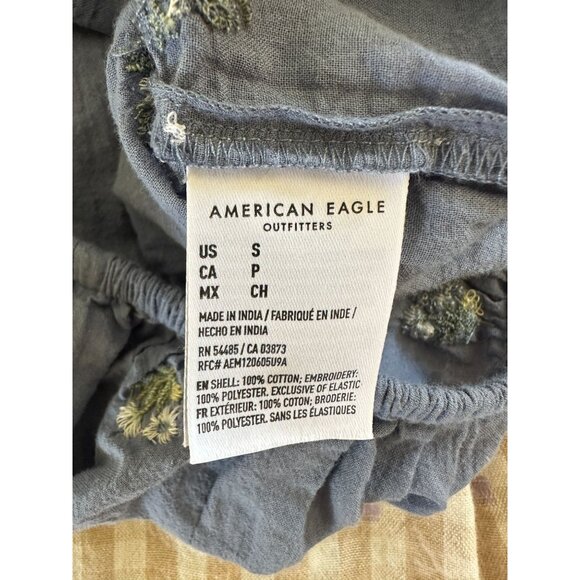 AMERICAN EAGLE
OUTFITTERS
US S
CA P
MX CH
MADE IN INDIA / FABRIQUÉ EN INDE /
HECHO EN INDIA
RN 54485 / CA 03873
RFC# AEM120605U9A
EN SHELL: 100% COTTON; EMBROIDERY:
100% POLYESTER. EXCLUSIVE OF ELASTIC
FR EXTÉRIEUR: 100% COTON; BRODERIE:
100% POLYESTER. SANS LES ÉLASTIQUES